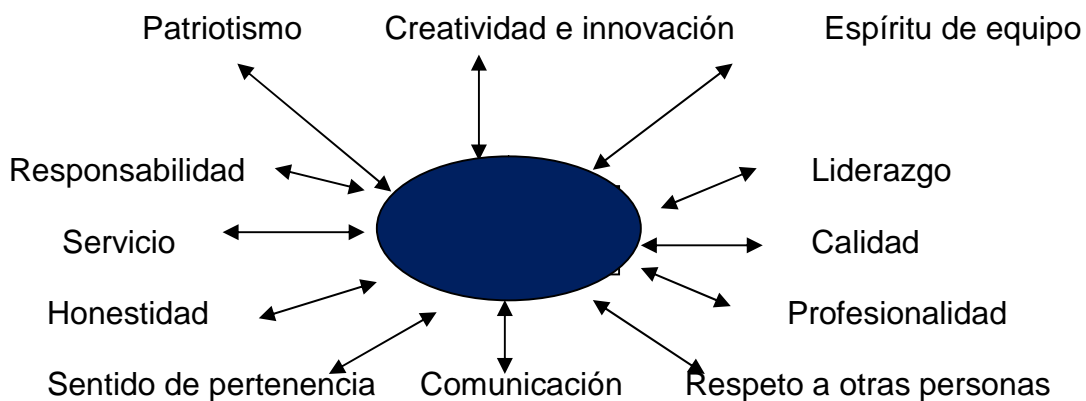 Patriotismo Creatividad e innovación Espíritu de equipo
Responsabilidad Liderazgo
Servicio Calidad
Honestidad Profesionalidad
Sentido de pertenencia Comunicación Respeto a otras personas